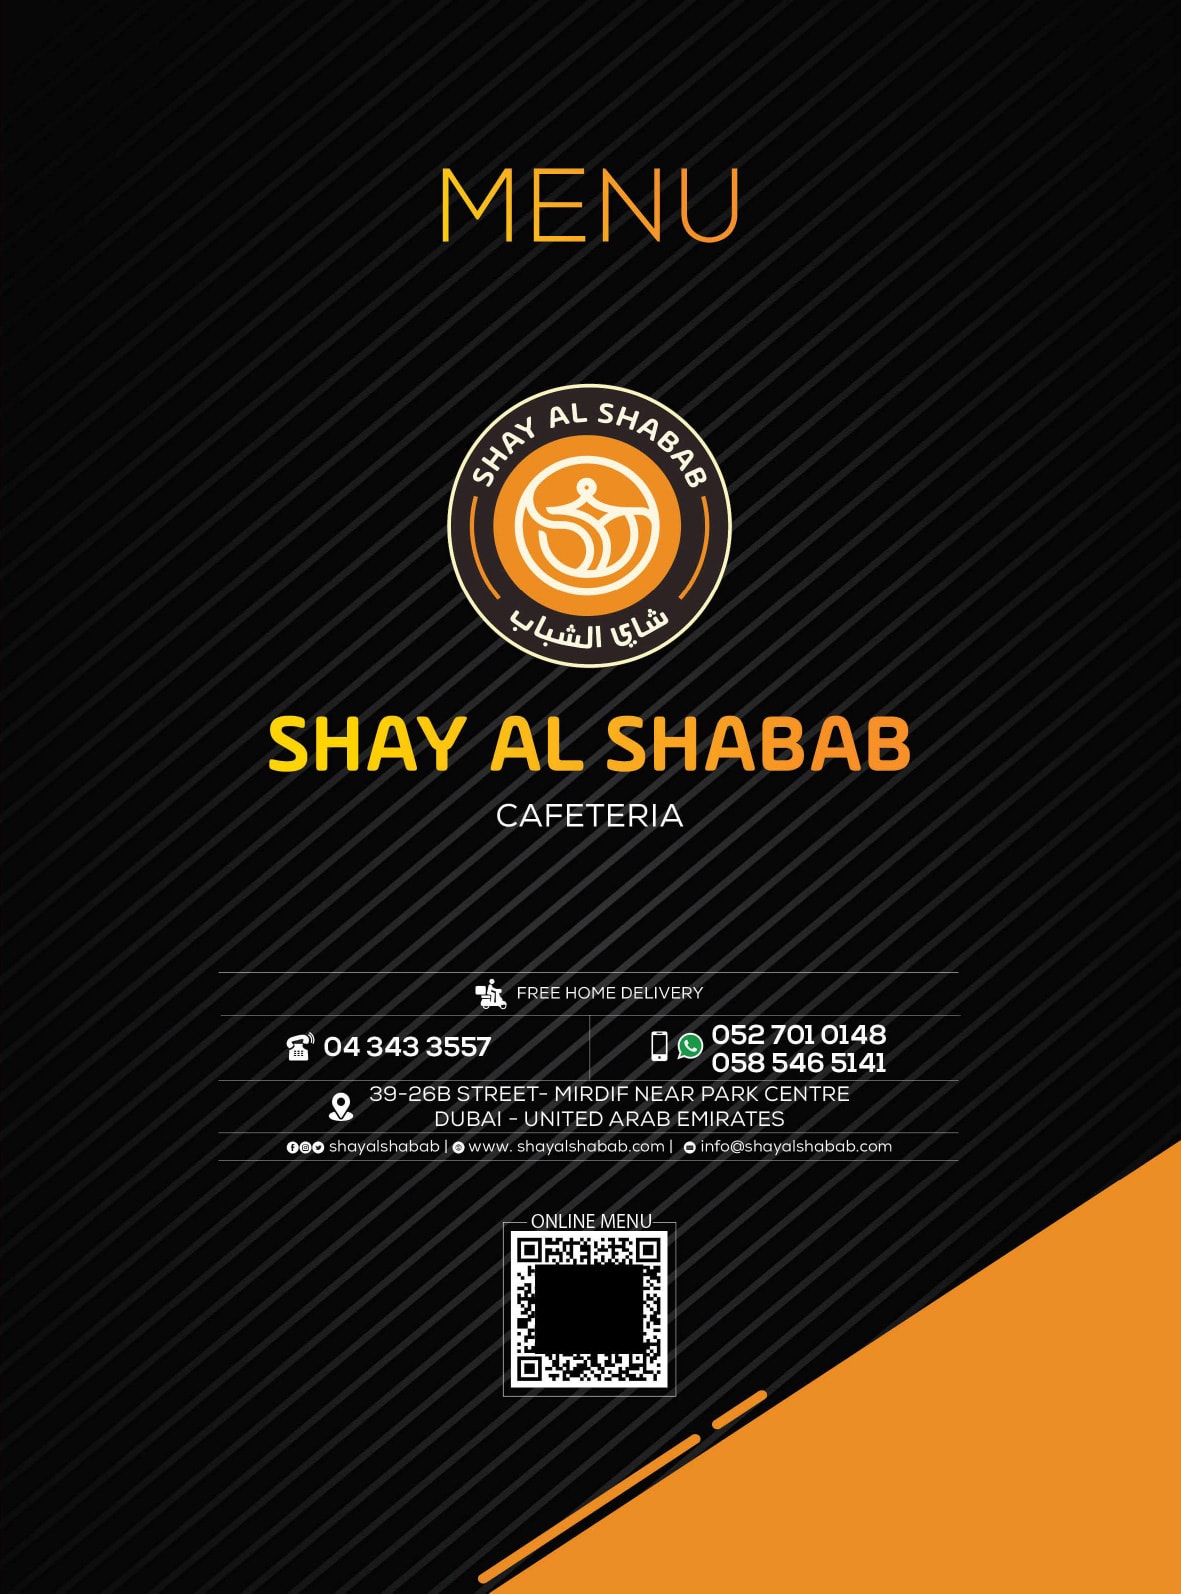 MENU
SHAY AL SHABAB
شاي الشباب
SHAY AL SHABAB
CAFETERIA
FREE HOME DELIVERY
04 343 3557
052 701 0148
058 546 5141
39-26B STREET- MIRDIF NEAR PARK CENTRE
DUBAI - UNITED ARAB EMIRATES
shayalshabab | www. shayalshabab.com | info@shayalshabab.com
ONLINE MENU